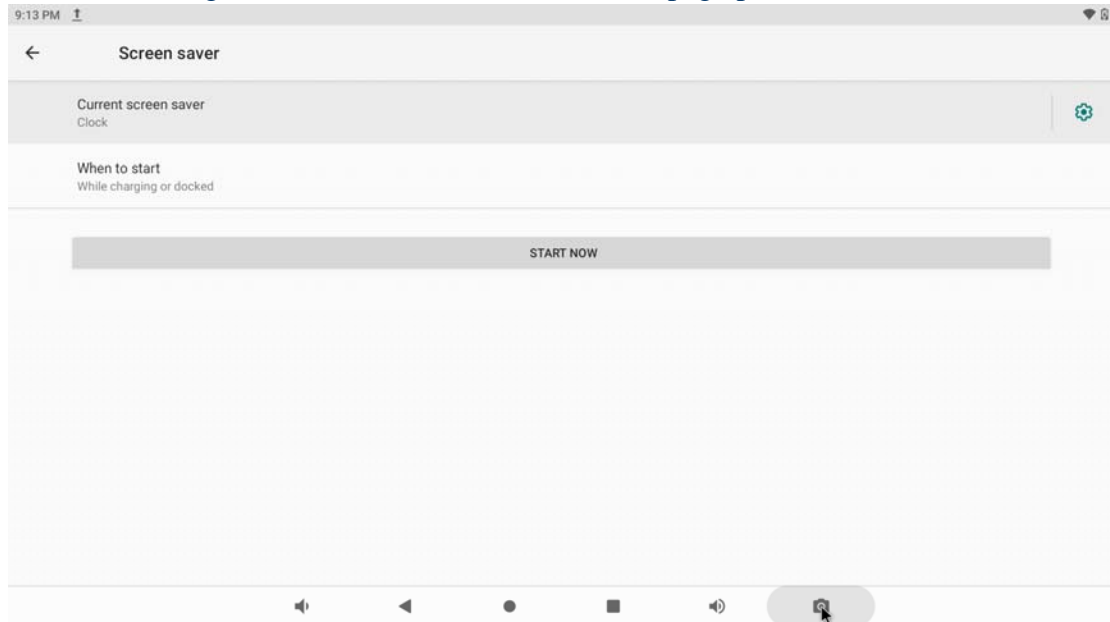 9:13 PM
Screen saver
Current screen saver
Clock
When to start
While charging or docked
START NOW